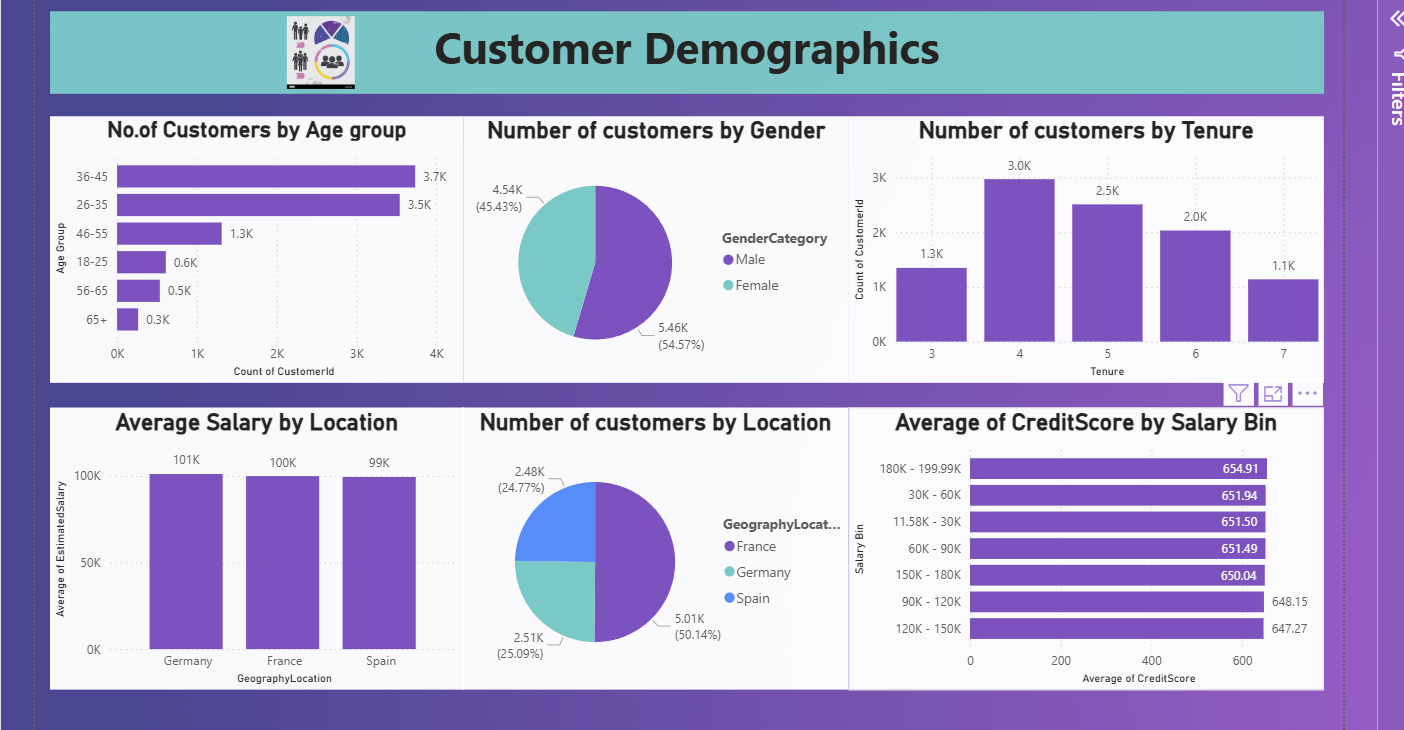 Customer Demographics
Filters
No.of Customers by Age group
Age Group
36-45
3.7K
26-35
3.5K
46-55
1.3K
18-25
0.6K
56-65
0.5K
65+
0.3K
0K 1K 2K 3K 4K
Count of CustomerId
Number of customers by Gender
4.54K
(45.43%)
5.46K
(54.57%)
GenderCategory
Male
Female
Number of customers by Tenure
Count of CustomerId
3K
2K
1K
0K
1.3K
3.0K
2.5K
2.0K
1.1K
3 4 5 6 7
Tenure
Average Salary by Location
Average of EstimatedSalary
100K
50K
0K
101K 100K 99K
Germany France Spain
GeographyLocation
Number of customers by Location
2.48K
(24.77%)
2.51K
(25.09%)
5.01K
(50.14%)
GeographyLocat...
France
Germany
Spain
Average of CreditScore by Salary Bin
Salary Bin
180K - 199.99K 654.91
30K - 60K 651.94
11.58K - 30K 651.50
60K - 90K 651.49
150K - 180K 650.04
90K - 120K 648.15
120K - 150K 647.27
0 200 400 600
Average of CreditScore